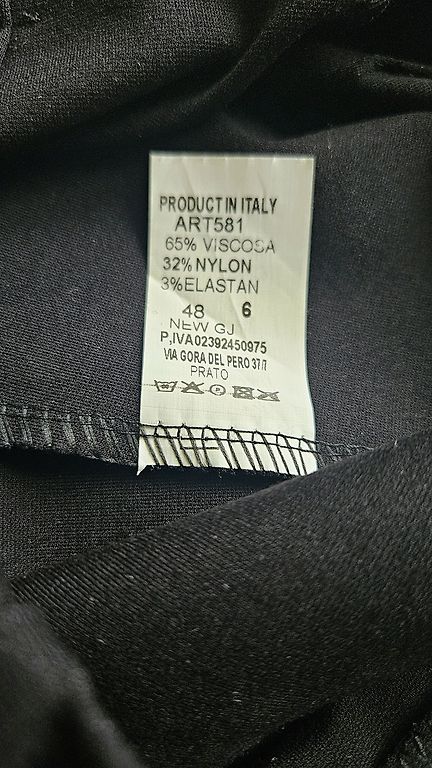 PRODUCT IN ITALY
ART581
65% VISCOSA
32% NYLON
3%ELASTAN
48 6
NEW GJ
P,IVA02392450975
VIA GORA DEL PERO 37/7
PRATO